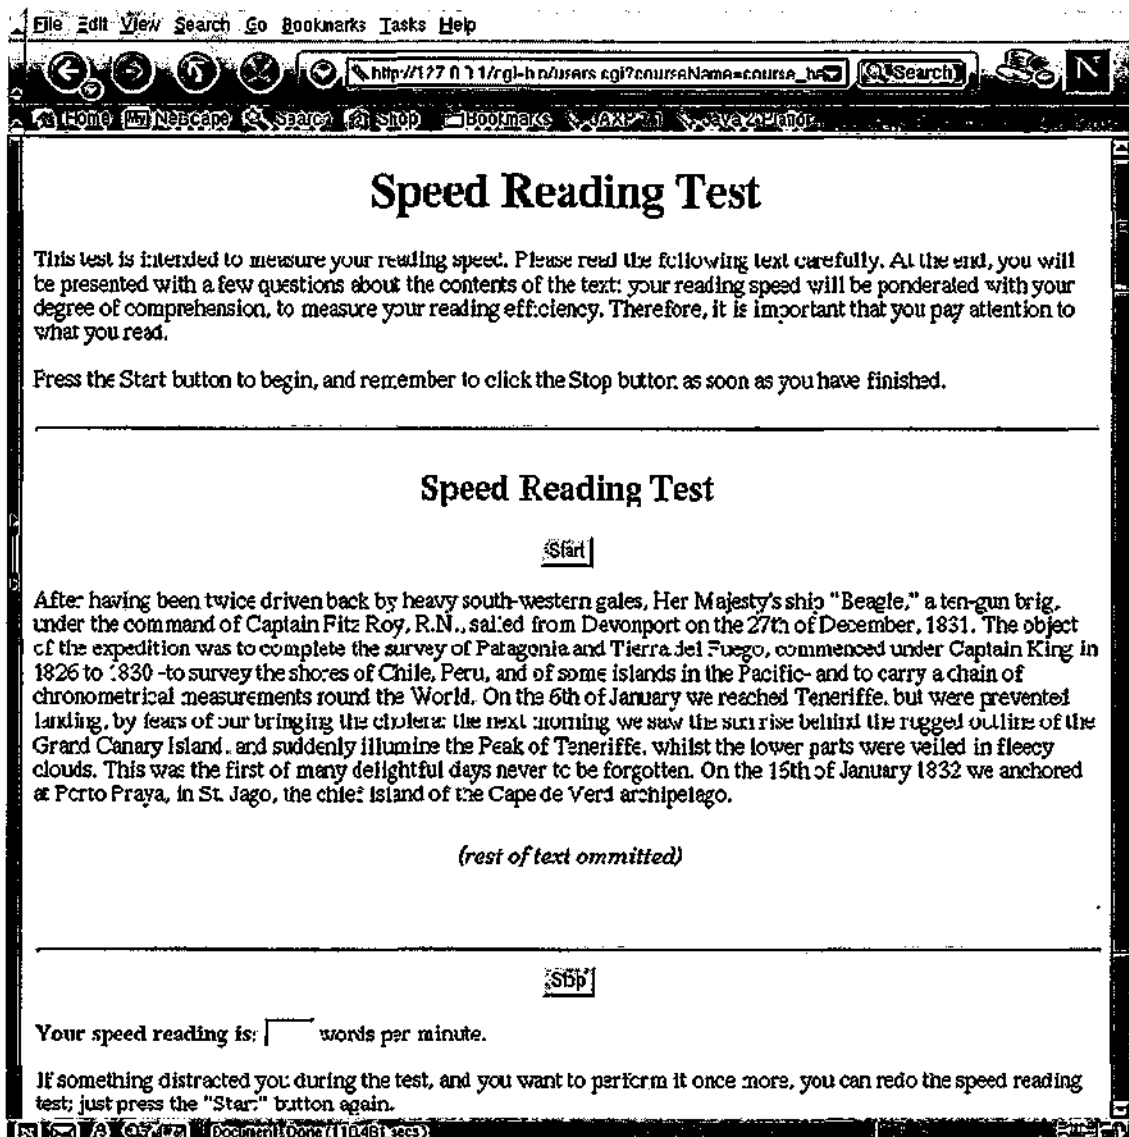 File Edit View Search Go Bookmarks Tasks Help
Search N
Home My Netscape Search Shop Bookmarks
Speed Reading Test
This test is intended to measure your reading speed. Please read the following text carefully. At the end, you will
be presented with a few questions about the contents of the text: your reading speed will be ponderated with your
degree of comprehension, to measure your reading efficiency. Therefore, it is important that you pay attention to
what you read.
Press the Start button to begin, and remember to click the Stop button as soon as you have finished.
Speed Reading Test
Start
After having been twice driven back by heavy south-western gales, Her Majesty's ship "Beagle," a ten-gun brig,
under the command of Captain Fitz Roy, R.N., sailed from Devonport on the 27th of December, 1831. The object
of the expedition was to complete the survey of Patagonia and Tierra del Fuego, commenced under Captain King in
1826 to 1830 -to survey the shores of Chile, Peru, and of some islands in the Pacific- and to carry a chain of
chronometrical measurements round the World. On the 6th of January we reached Teneriffe, but were prevented
landing, by fears of our bringing the cholera: the next morning we saw the sun rise behind the rugged outline of the
Grand Canary Island, and suddenly illumine the Peak of Teneriffe, whilst the lower parts were veiled in fleecy
clouds. This was the first of many delightful days never to be forgotten. On the 16th of January 1832 we anchored
at Porto Praya, in St. Jago, the chief island of the Cape de Verd archipelago.
(rest of text ommitted)
Stop
Your speed reading is: words per minute.
If something distracted you during the test, and you want to perform it once more, you can redo the speed reading
test; just press the "Start" button again.
Document: Done (110.481 secs)